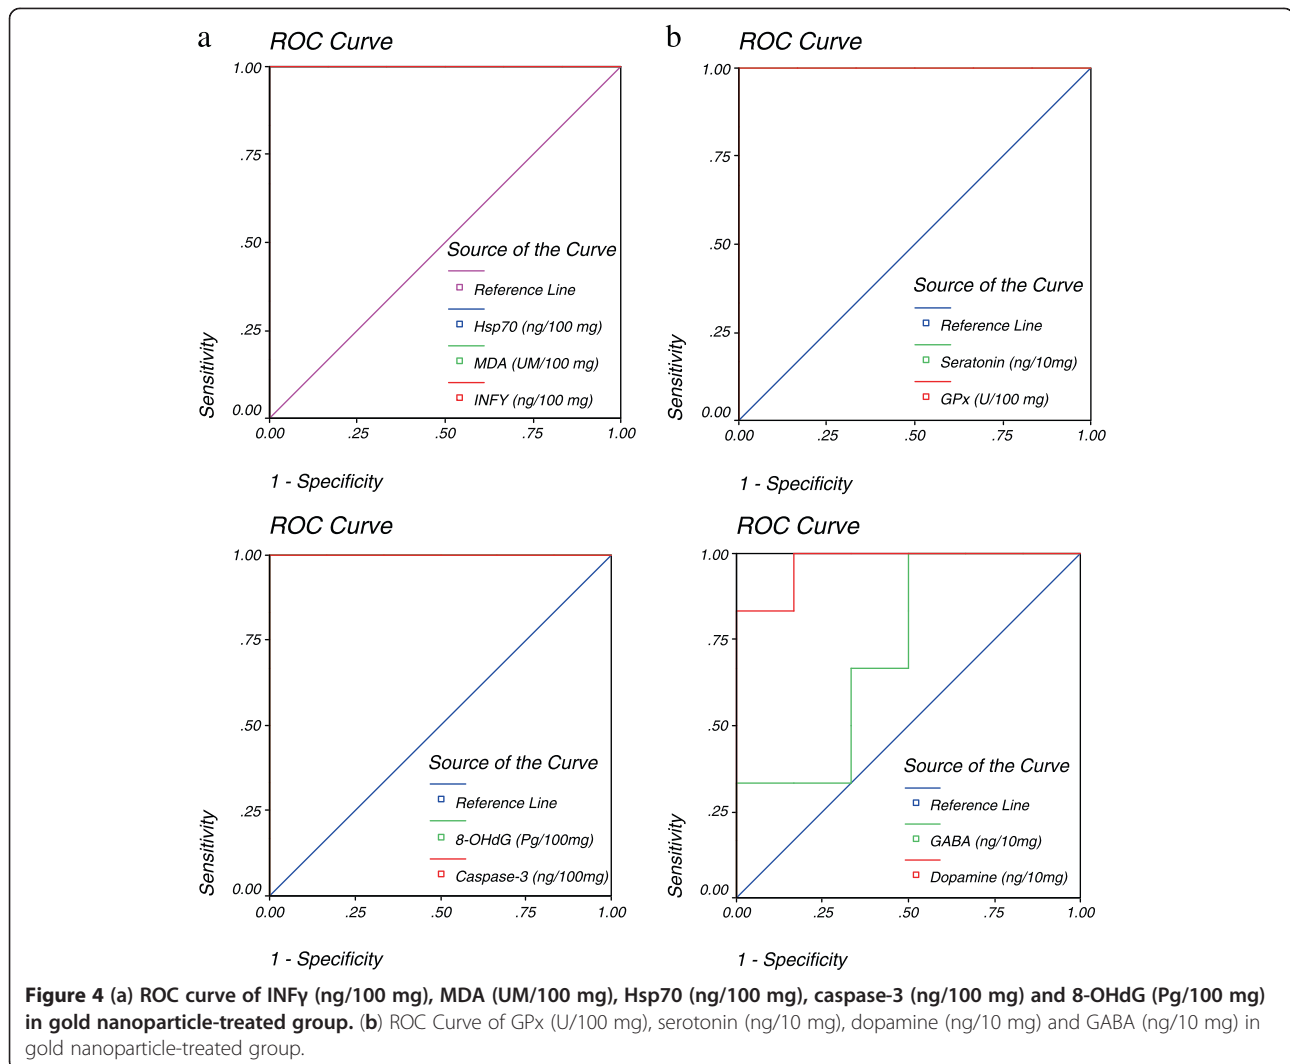 a
ROC Curve
1.00
.75
.50
.25
0.00
Sensitivity
Source of the Curve
Reference Line
Hsp70 (ng/100 mg)
MDA (UM/100 mg)
INFY (ng/100 mg)
0.00 .25 .50 .75 1.00
1 - Specificity
b
ROC Curve
1.00
.75
.50
.25
0.00
Sensitivity
Source of the Curve
Reference Line
Seratonin (ng/10mg)
GPx (U/100 mg)
0.00 .25 .50 .75 1.00
1 - Specificity
ROC Curve
1.00
.75
.50
.25
0.00
Sensitivity
Source of the Curve
Reference Line
8-OHdG (Pg/100mg)
Caspase-3 (ng/100mg)
0.00 .25 .50 .75 1.00
1 - Specificity
ROC Curve
1.00
.75
.50
.25
0.00
Sensitivity
Source of the Curve
Reference Line
GABA (ng/10mg)
Dopamine (ng/10mg)
0.00 .25 .50 .75 1.00
1 - Specificity
Figure 4 (a) ROC curve of INFγ (ng/100 mg), MDA (UM/100 mg), Hsp70 (ng/100 mg), caspase-3 (ng/100 mg) and 8-OHdG (Pg/100 mg)
in gold nanoparticle-treated group. (b) ROC Curve of GPx (U/100 mg), serotonin (ng/10 mg), dopamine (ng/10 mg) and GABA (ng/10 mg) in
gold nanoparticle-treated group.